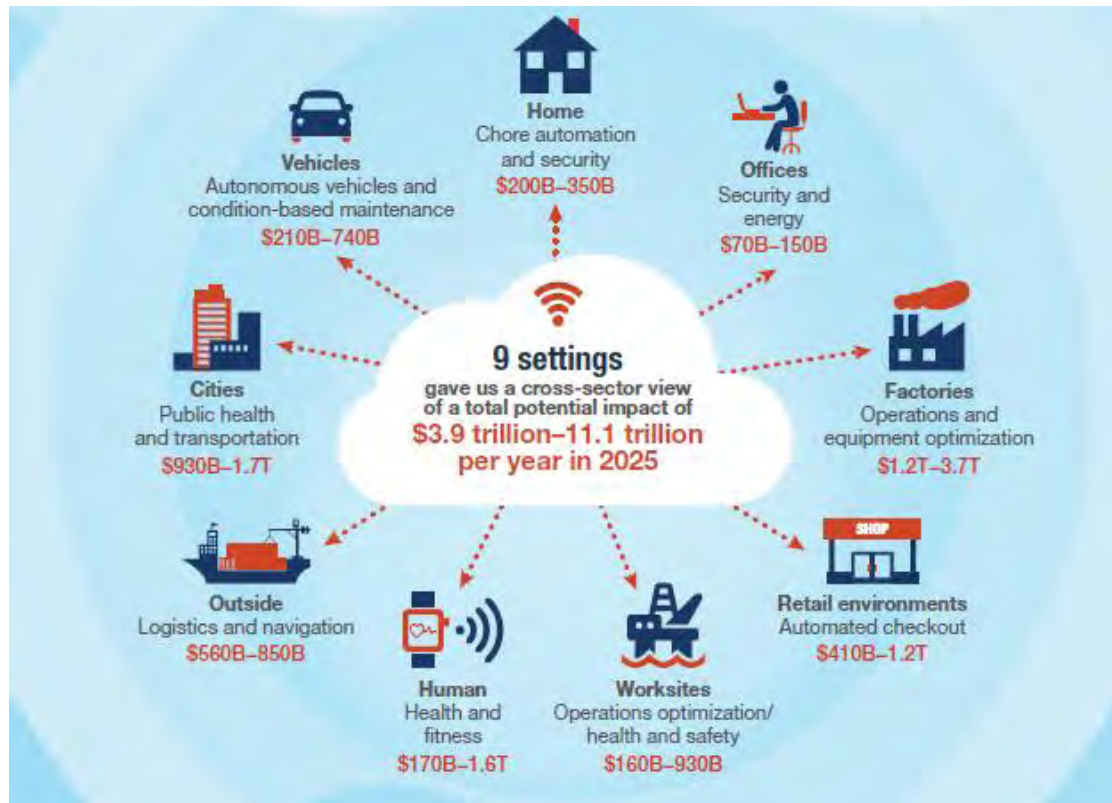 Home
Chore automation
and security
$200B–350B
Vehicles
Autonomous vehicles and
condition-based maintenance
$210B–740B
Offices
Security and
energy
$70B–150B
9 settings
gave us a cross-sector view
of a total potential impact of
$3.9 trillion–11.1 trillion
per year in 2025
Cities
Public health
and transportation
$930B–1.7T
Factories
Operations and
equipment optimization
$1.2T–3.7T
Outside
Logistics and navigation
$560B–850B
SHOP
Retail environments
Automated checkout
$410B–1.2T
Human
Health and
fitness
$170B–1.6T
Worksites
Operations optimization/
health and safety
$160B–930B